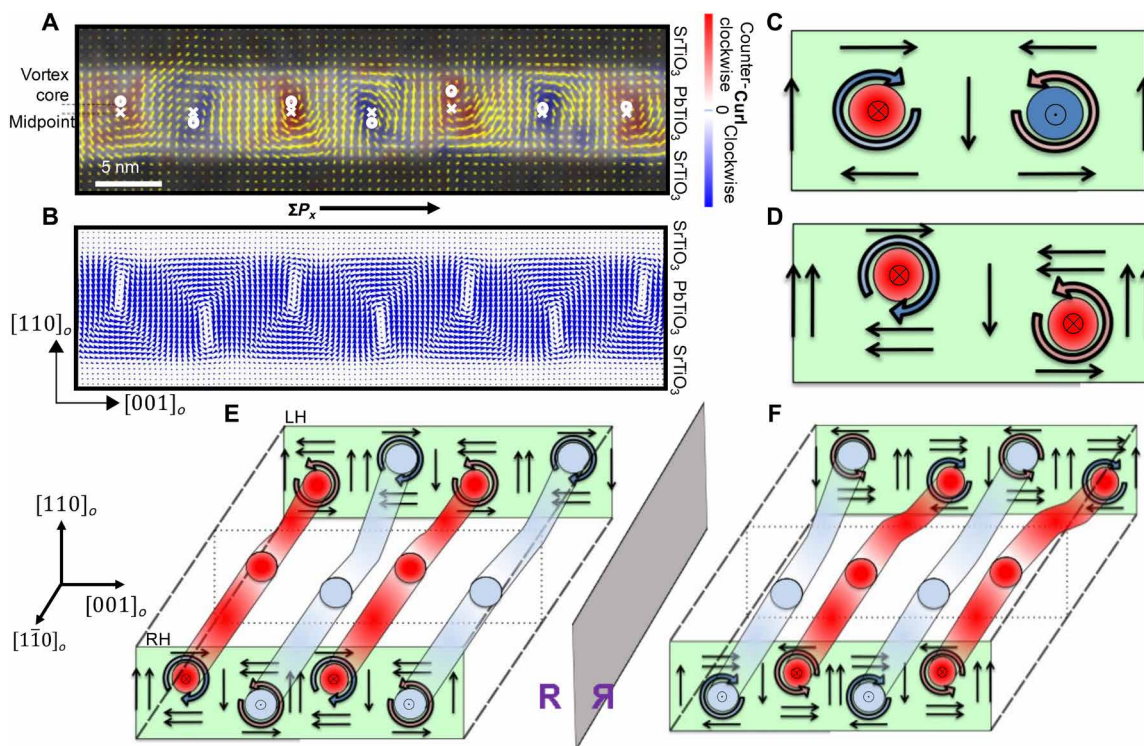 A
Vortex
core
Midpoint
5 nm
SrTiO3
PbTiO3
SrTiO3
Counter-
clockwise
Curl
0
Clockwise
ΣPx
B
SrTiO3
PbTiO3
SrTiO3
[110]o
[001]o
C
D
E
LH
RH
[110]o
[001]o
[11̄0]o
R
Я
F